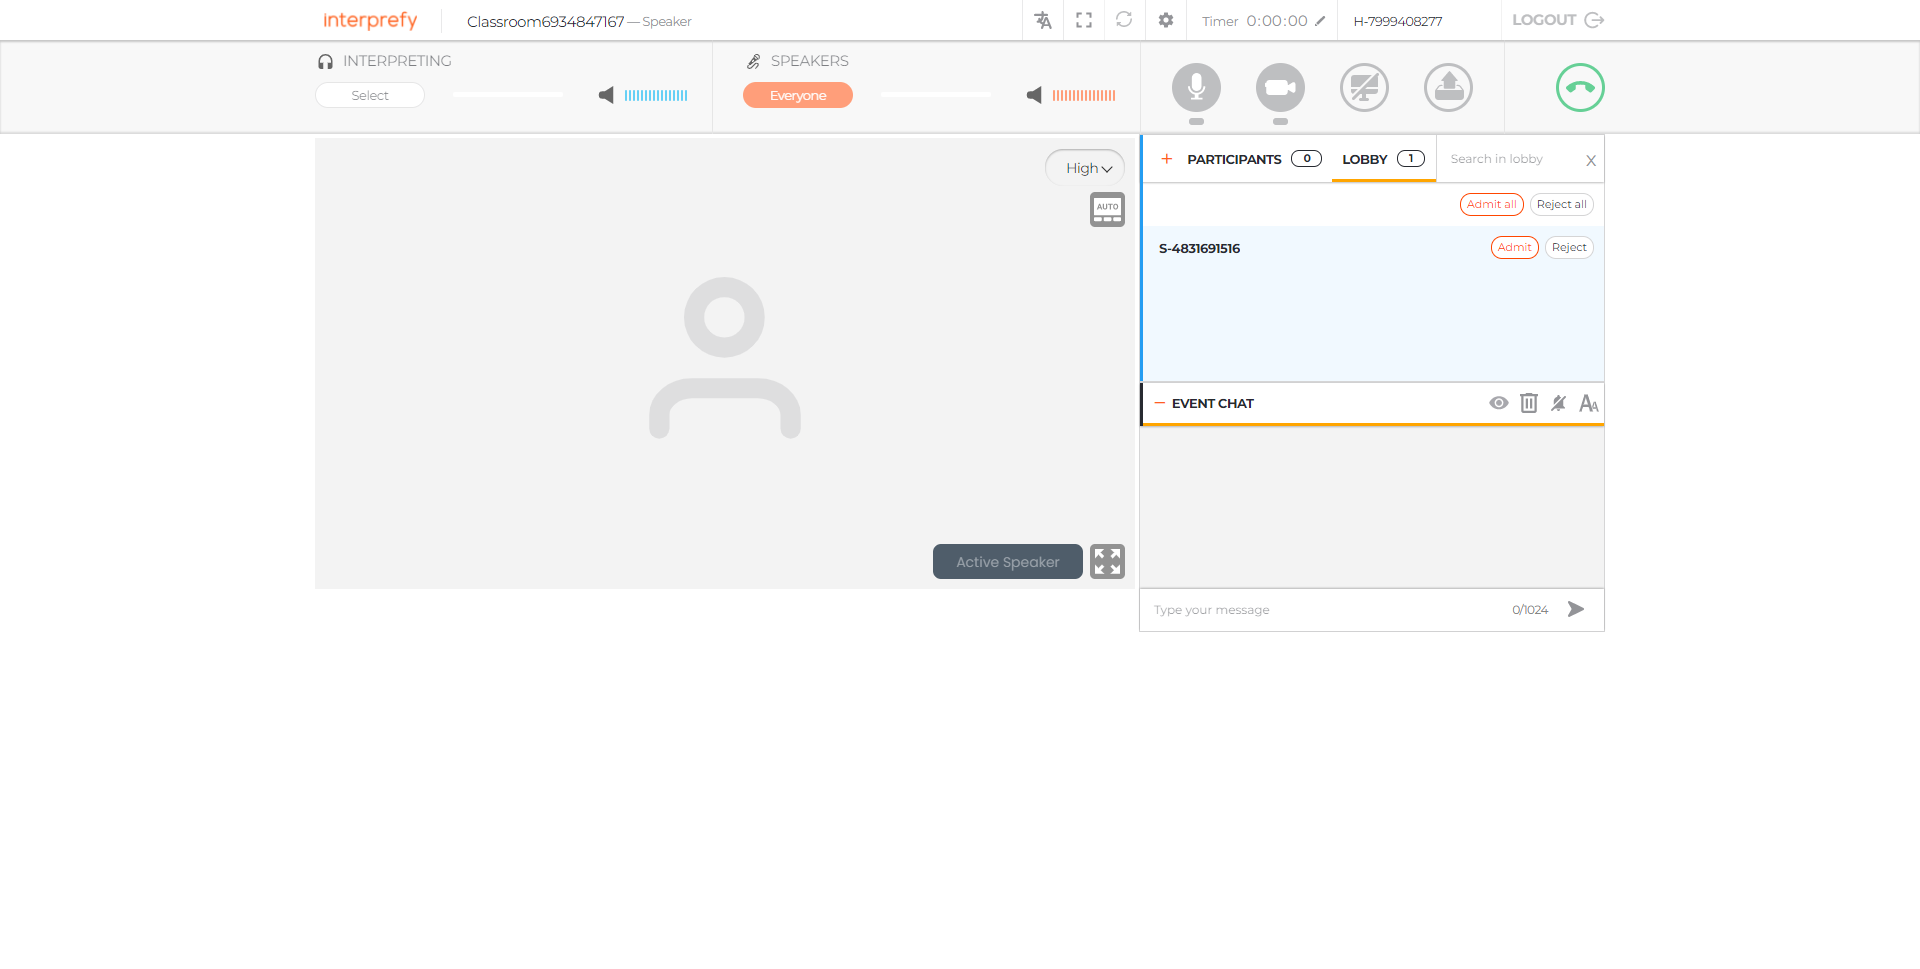 interprefy
Classroom6934847167 — Speaker
Timer 0:00:00
H-7999408277
LOGOUT
INTERPRETING
Select
SPEAKERS
Everyone
High
AUTO
Active Speaker
+ PARTICIPANTS 0
LOBBY 1
Search in lobby
X
Admit all
Reject all
S-4831691516
Admit
Reject
− EVENT CHAT
AA
Type your message
0/1024